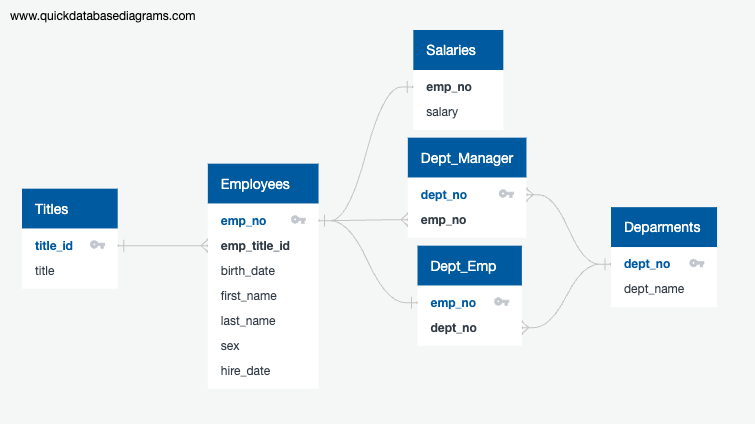 www.quickdatabasediagrams.com
Titles
title_id
title
Employees
emp_no
emp_title_id
birth_date
first_name
last_name
sex
hire_date
Salaries
emp_no
salary
Dept_Manager
dept_no
emp_no
Dept_Emp
emp_no
dept_no
Deparments
dept_no
dept_name